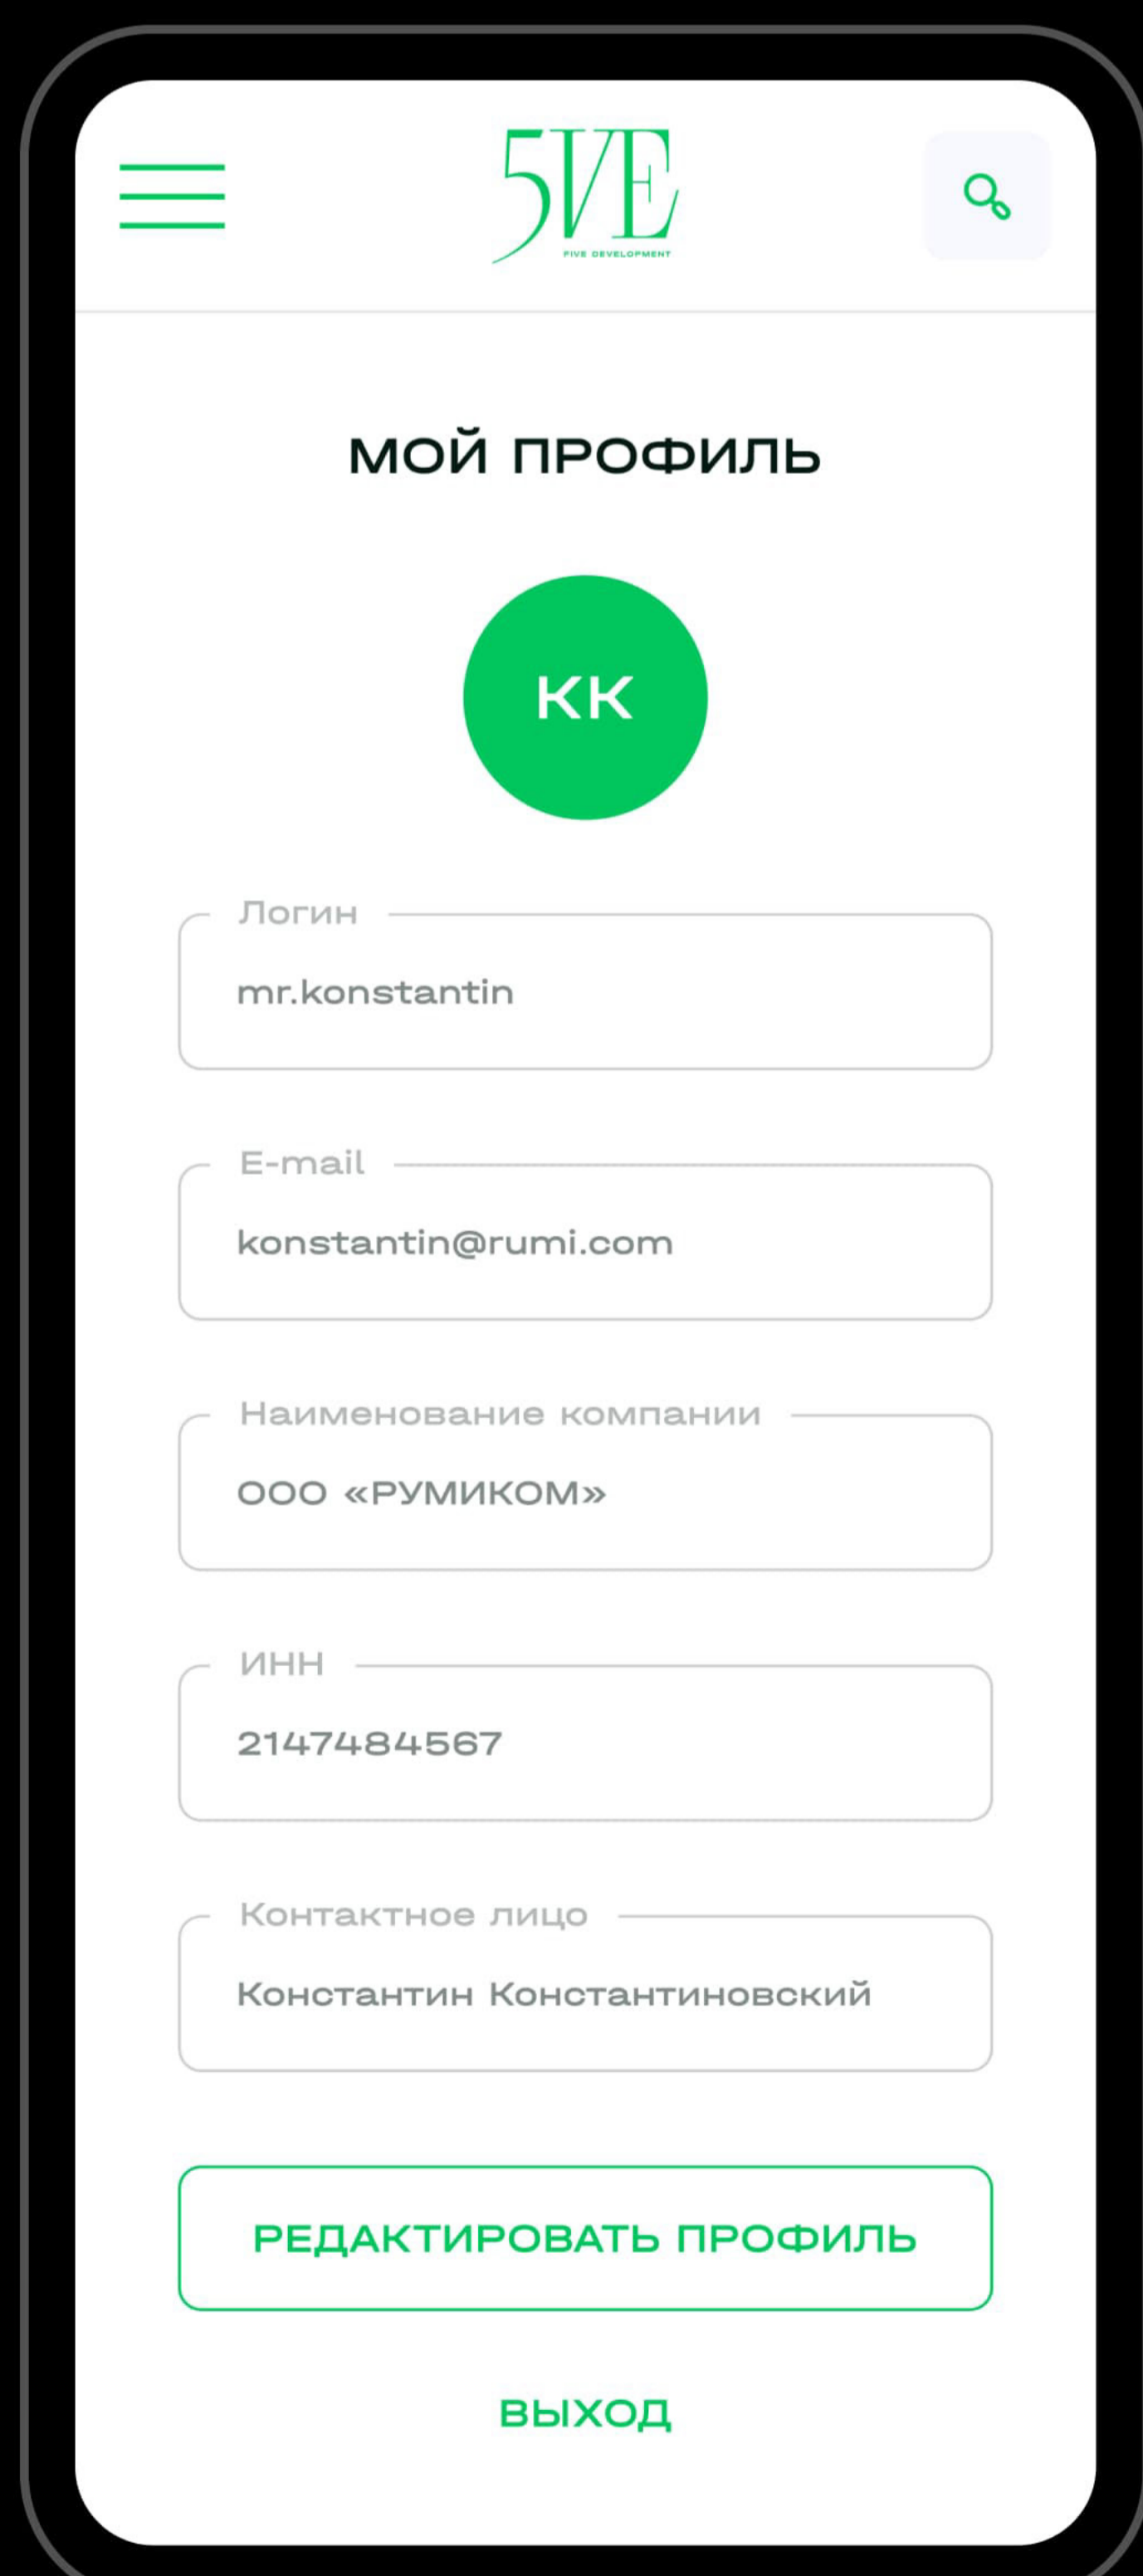 5VE
FIVE DEVELOPMENT
МОЙ ПРОФИЛЬ
КК
Логин
mr.konstantin
E-mail
konstantin@rumi.com
Наименование компании
ООО «РУМИКОМ»
ИНН
2147484567
Контактное лицо
Константин Константиновский
РЕДАКТИРОВАТЬ ПРОФИЛЬ
ВЫХОД